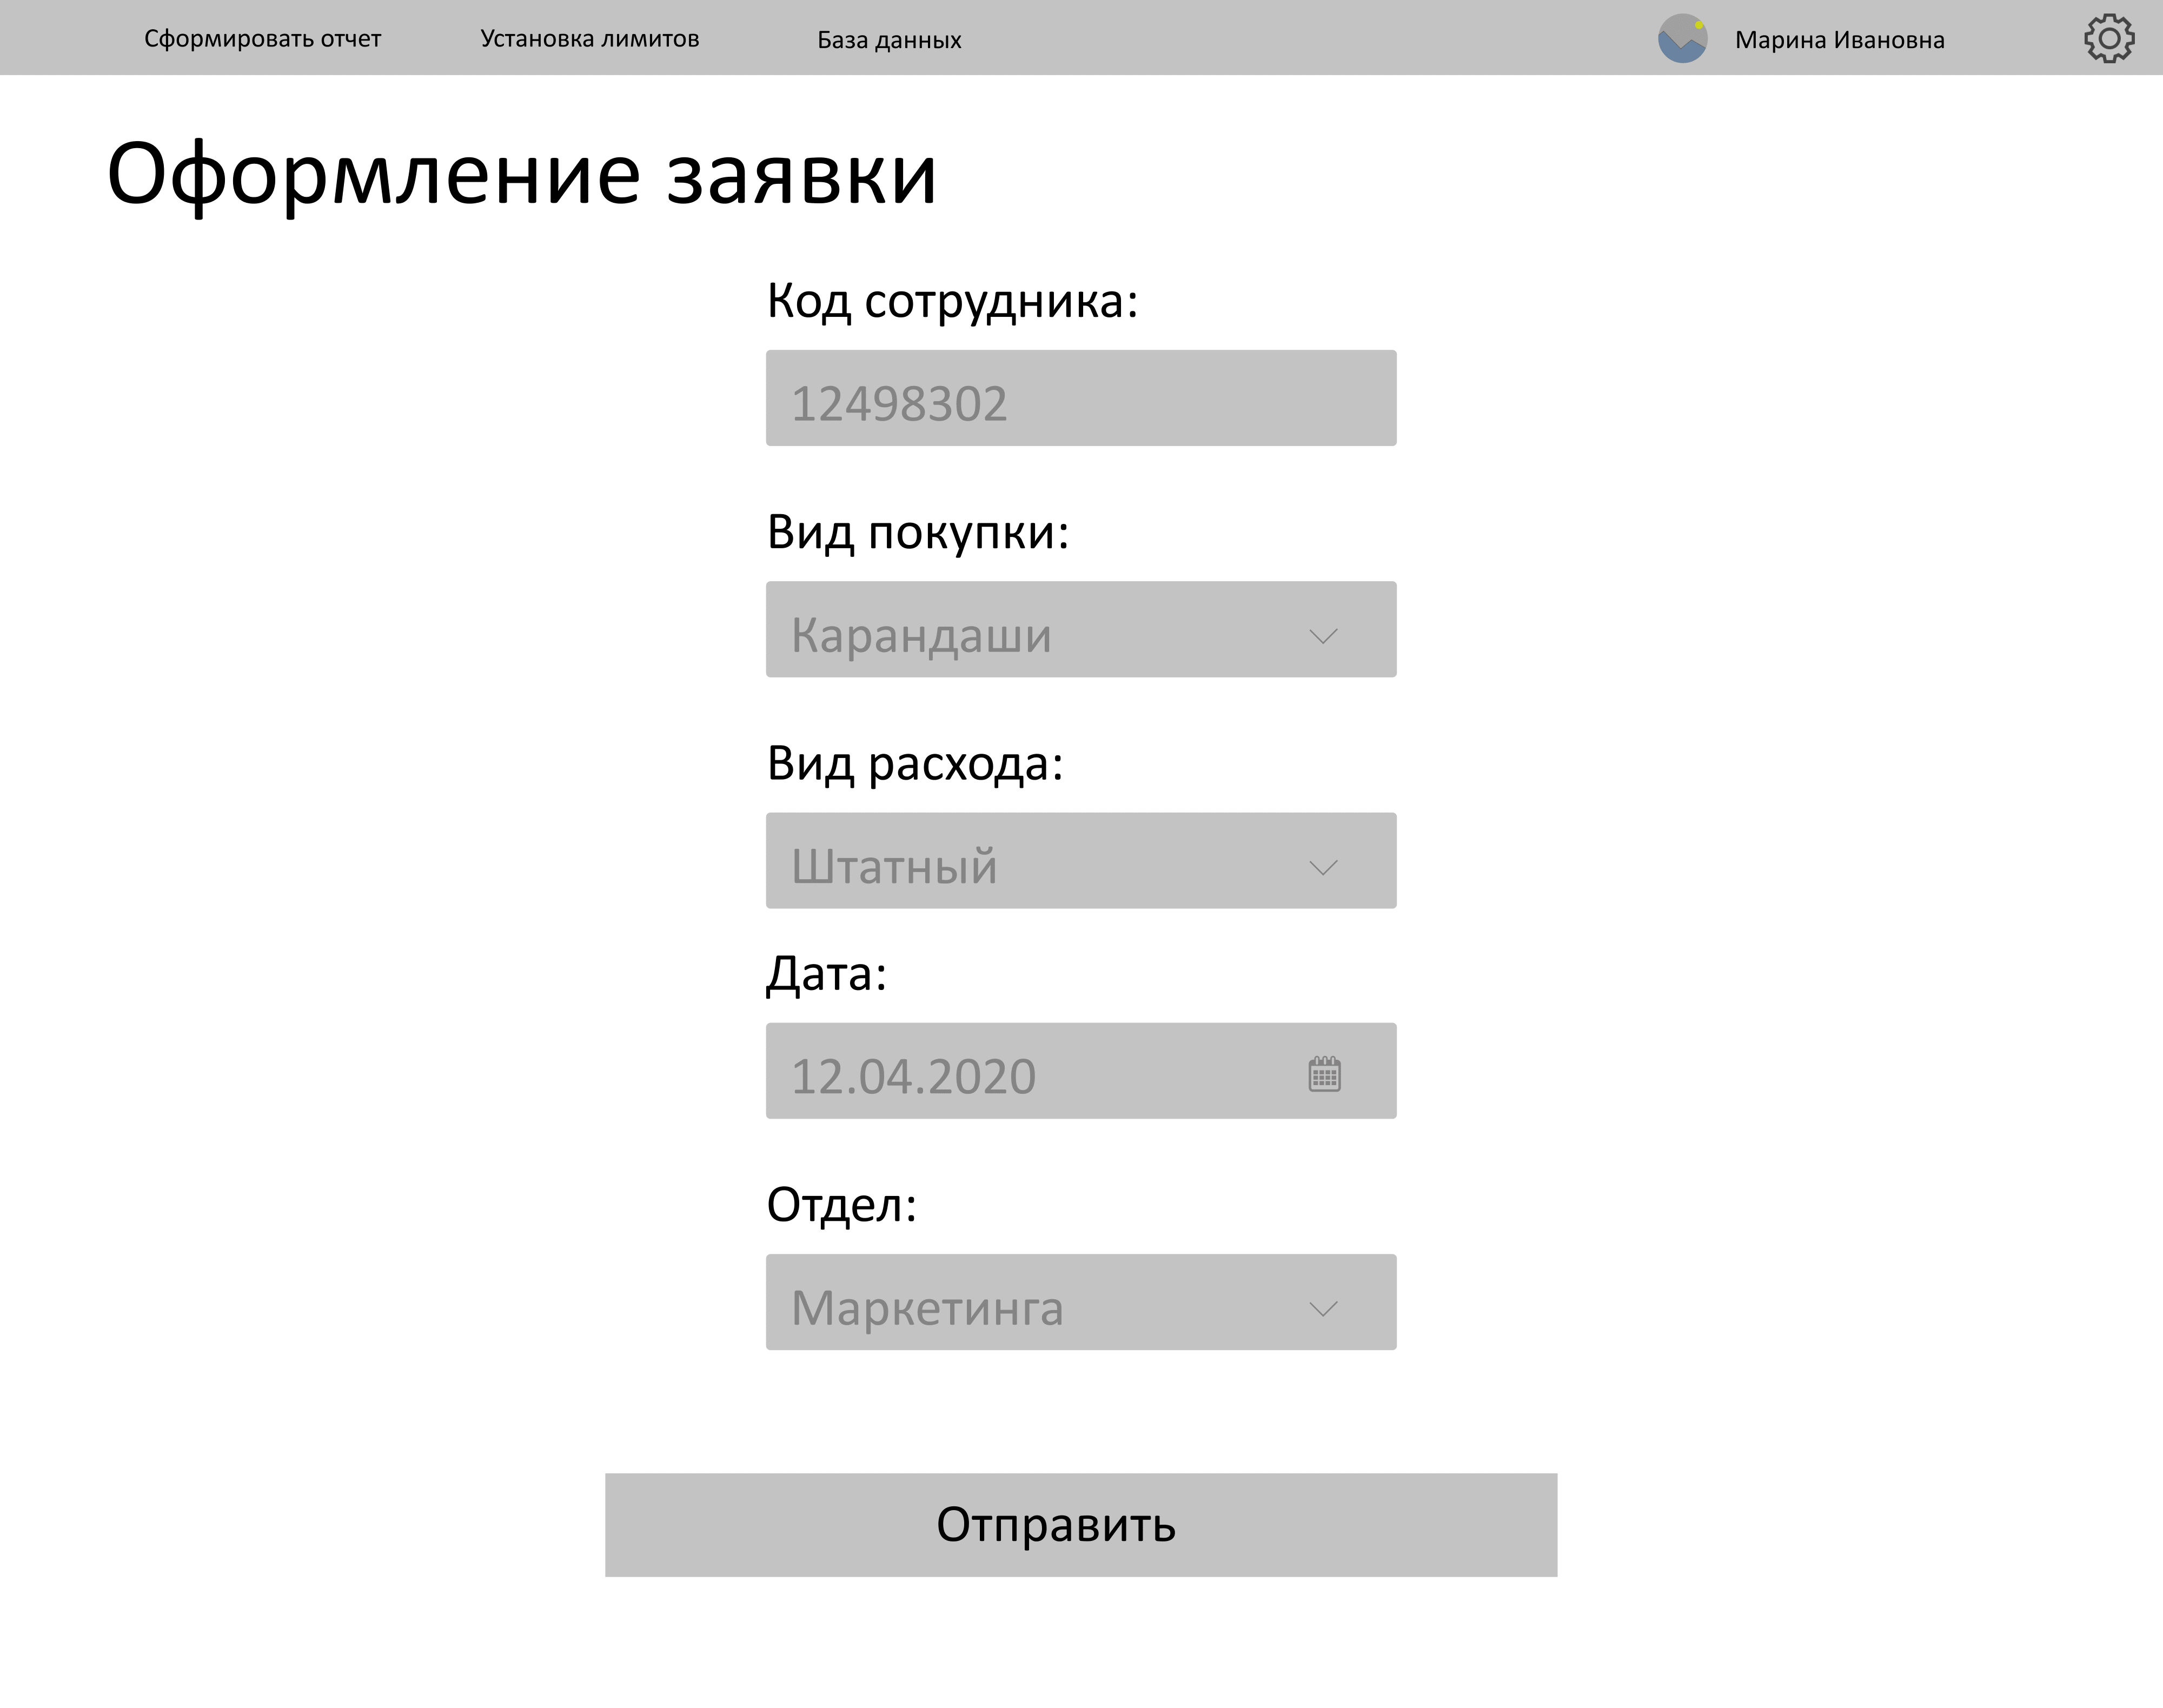 Сформировать отчет
Установка лимитов
База данных
Марина Ивановна
Оформление заявки
Код сотрудника:
12498302
Вид покупки:
Карандаши
Вид расхода:
Штатный
Дата:
12.04.2020
Отдел:
Маркетинга
Отправить